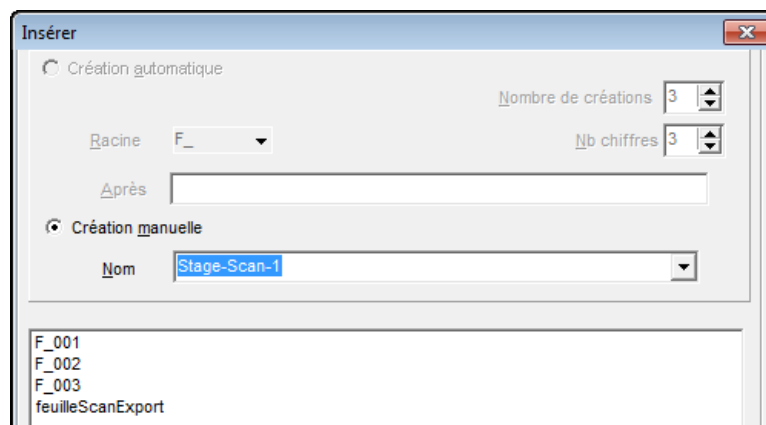 Insérer
Création automatique
Nombre de créations 3
Racine F_ Nb chiffres 3
Après
Création manuelle
Nom Stage-Scan-1
F_001
F_002
F_003
feuilleScanExport